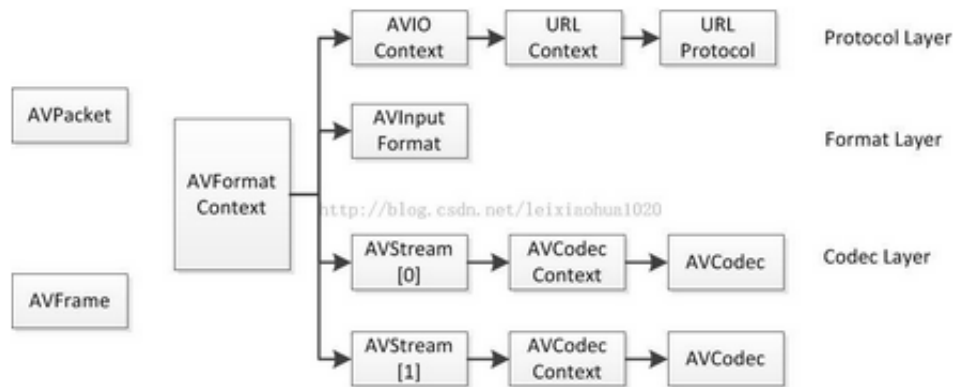 AVIO
Context
URL
Context
URL
Protocol
Protocol Layer
AVPacket
AVInput
Format
Format Layer
AVFormat
Context
http://blog.csdn.net/leixiaohua1020
AVStream
[0]
AVCodec
Context
AVCodec
Codec Layer
AVFrame
AVStream
[1]
AVCodec
Context
AVCodec